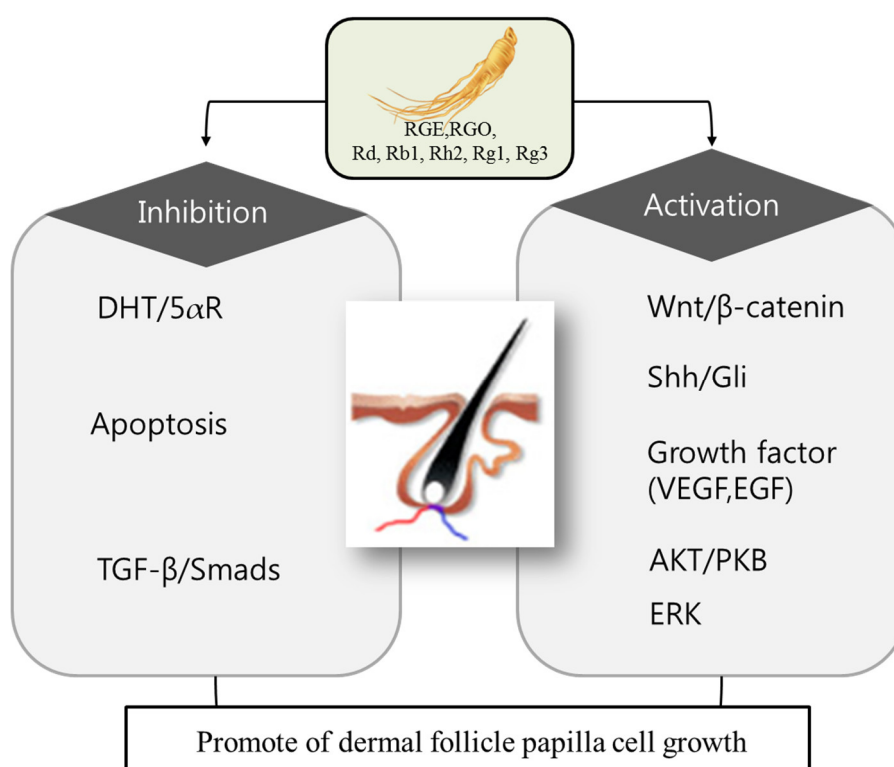 RGE,RGO,
Rd, Rb1, Rh2, Rg1, Rg3
Inhibition
DHT/5αR
Apoptosis
TGF-β/Smads
Activation
Wnt/β-catenin
Shh/Gli
Growth factor
(VEGF,EGF)
AKT/PKB
ERK
Promote of dermal follicle papilla cell growth